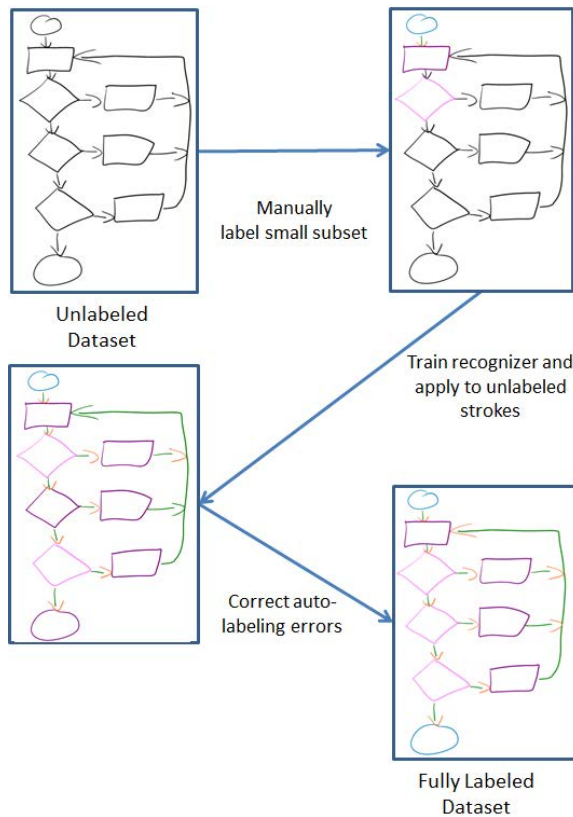 Manually
label small subset
Unlabeled
Dataset
Train recognizer and
apply to unlabeled
strokes
Correct auto-
labeling errors
Fully Labeled
Dataset